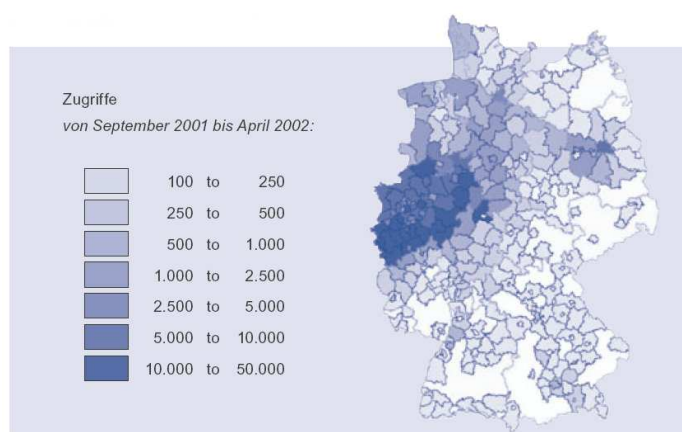 Zugriffe
von September 2001 bis April 2002:
100 to 250
250 to 500
500 to 1.000
1.000 to 2.500
2.500 to 5.000
5.000 to 10.000
10.000 to 50.000